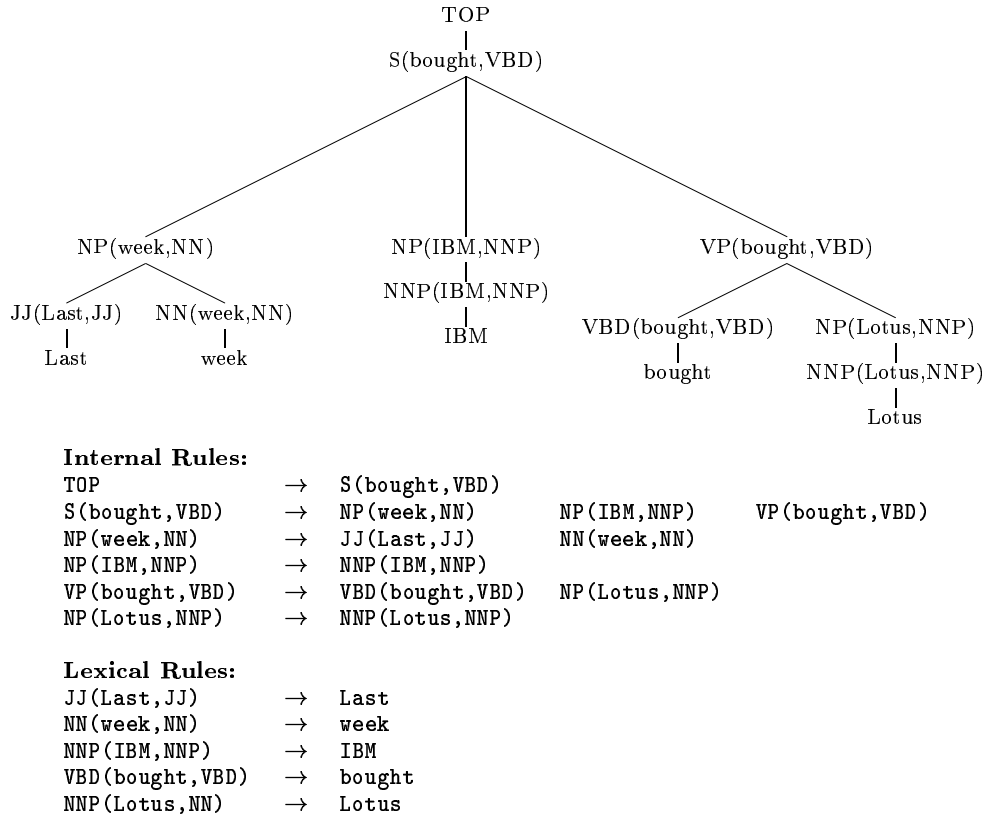 TOP
S(bought,VBD)
NP(week,NN) NP(IBM,NNP) VP(bought,VBD)
NNP(IBM,NNP)
JJ(Last,JJ) NN(week,NN)
VBD(bought,VBD) NP(Lotus,NNP)
IBM
Last week
bought NNP(Lotus,NNP)
Lotus
Internal Rules:
TOP → S(bought,VBD)
S(bought,VBD) → NP(week,NN) NP(IBM,NNP) VP(bought,VBD)
NP(week,NN) → JJ(Last,JJ) NN(week,NN)
NP(IBM,NNP) → NNP(IBM,NNP)
VP(bought,VBD) → VBD(bought,VBD) NP(Lotus,NNP)
NP(Lotus,NNP) → NNP(Lotus,NNP)
Lexical Rules:
JJ(Last,JJ) → Last
NN(week,NN) → week
NNP(IBM,NNP) → IBM
VBD(bought,VBD) → bought
NNP(Lotus,NN) → Lotus